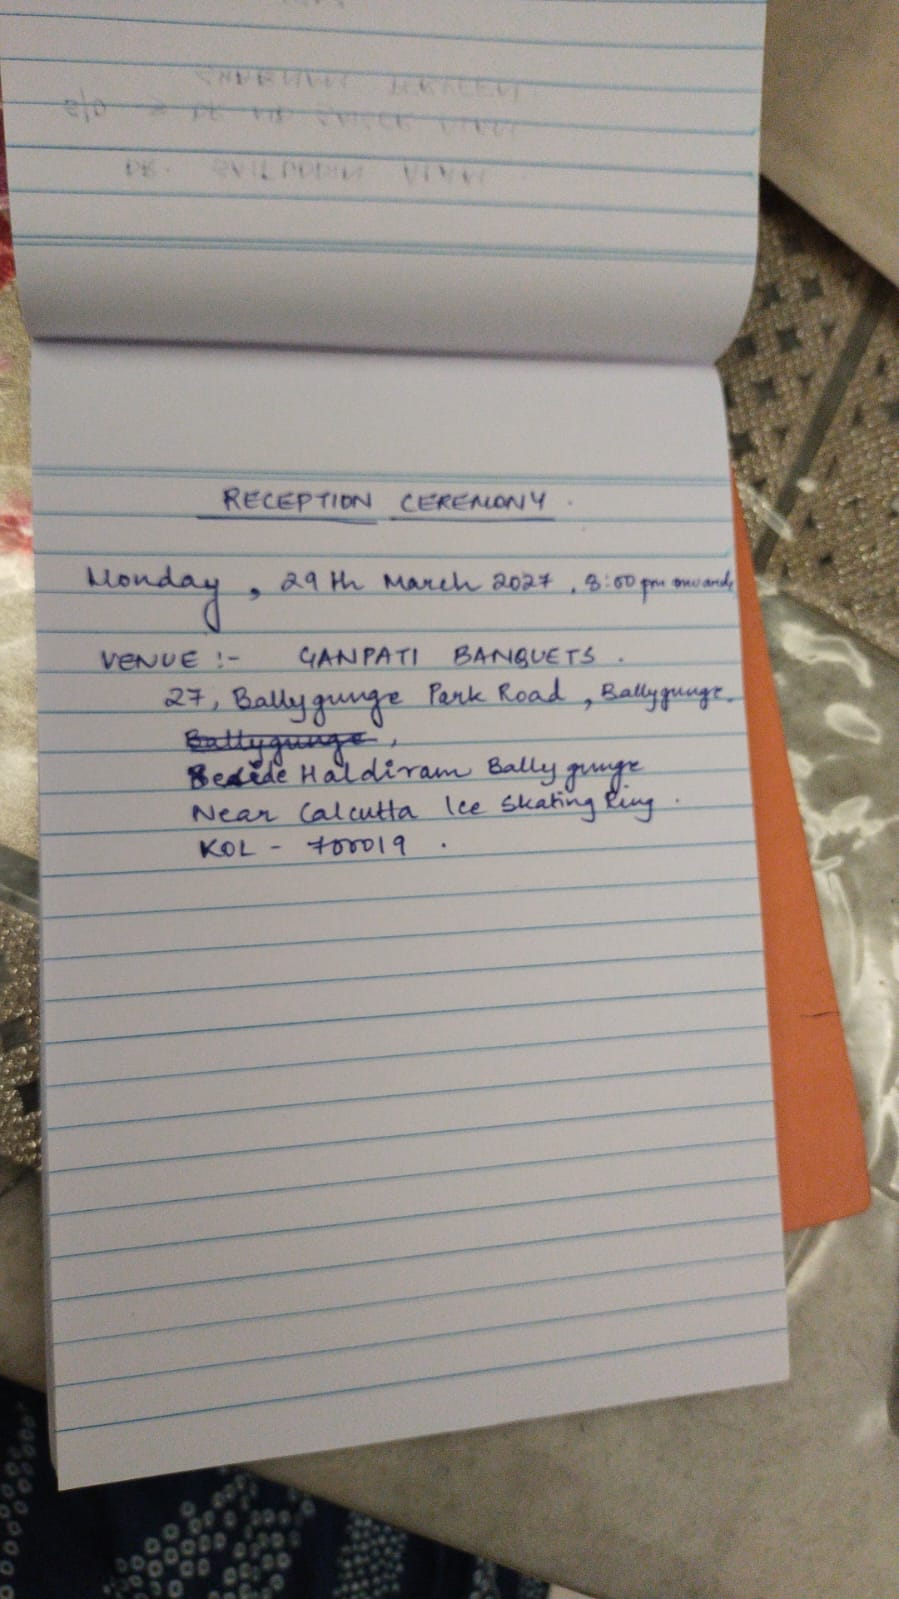 RECEPTION CEREMONY.
Monday, 29th March 2027, 8:00 pm onwards
VENUE :- GANPATI BANQUETS.
27, Ballygunge Park Road, Ballygunge.
Ballygunge,
Beside Haldiram Ballygunge
Near Calcutta Ice Skating Ring.
KOL - 700019.